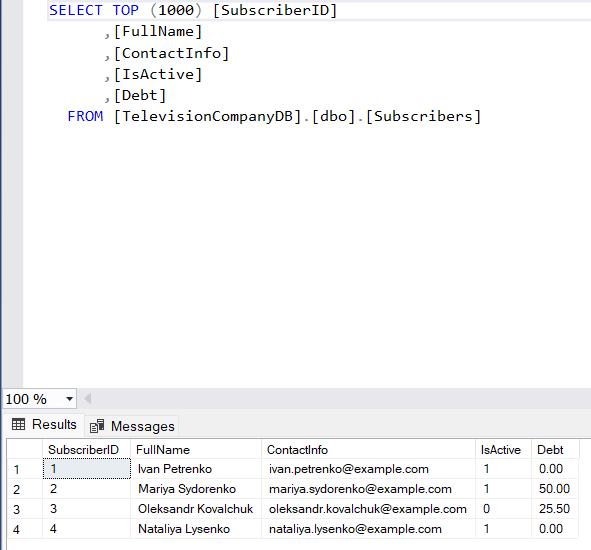 SELECT TOP (1000) [SubscriberID]
,[FullName]
,[ContactInfo]
,[IsActive]
,[Debt]
FROM [TelevisionCompanyDB].[dbo].[Subscribers]
100 %
Results Messages
SubscriberID FullName ContactInfo IsActive Debt
1 1 Ivan Petrenko ivan.petrenko@example.com 1 0.00
2 2 Mariya Sydorenko mariya.sydorenko@example.com 1 50.00
3 3 Oleksandr Kovalchuk oleksandr.kovalchuk@example.com 0 25.50
4 4 Nataliya Lysenko nataliya.lysenko@example.com 1 0.00